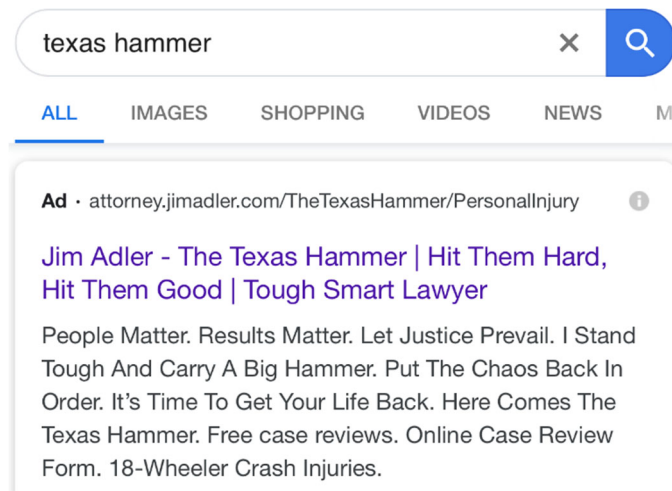 texas hammer
ALL IMAGES SHOPPING VIDEOS NEWS M
Ad · attorney.jimadler.com/TheTexasHammer/PersonalInjury
Jim Adler - The Texas Hammer | Hit Them Hard,
Hit Them Good | Tough Smart Lawyer
People Matter. Results Matter. Let Justice Prevail. I Stand
Tough And Carry A Big Hammer. Put The Chaos Back In
Order. It’s Time To Get Your Life Back. Here Comes The
Texas Hammer. Free case reviews. Online Case Review
Form. 18-Wheeler Crash Injuries.